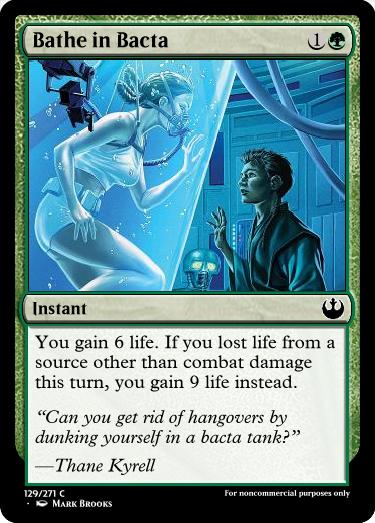 Bathe in Bacta 1
Instant
You gain 6 life. If you lost life from a
source other than combat damage
this turn, you gain 9 life instead.
“Can you get rid of hangovers by
dunking yourself in a bacta tank?”
—Thane Kyrell
129/271 C
For noncommercial purposes only
· Mark Brooks